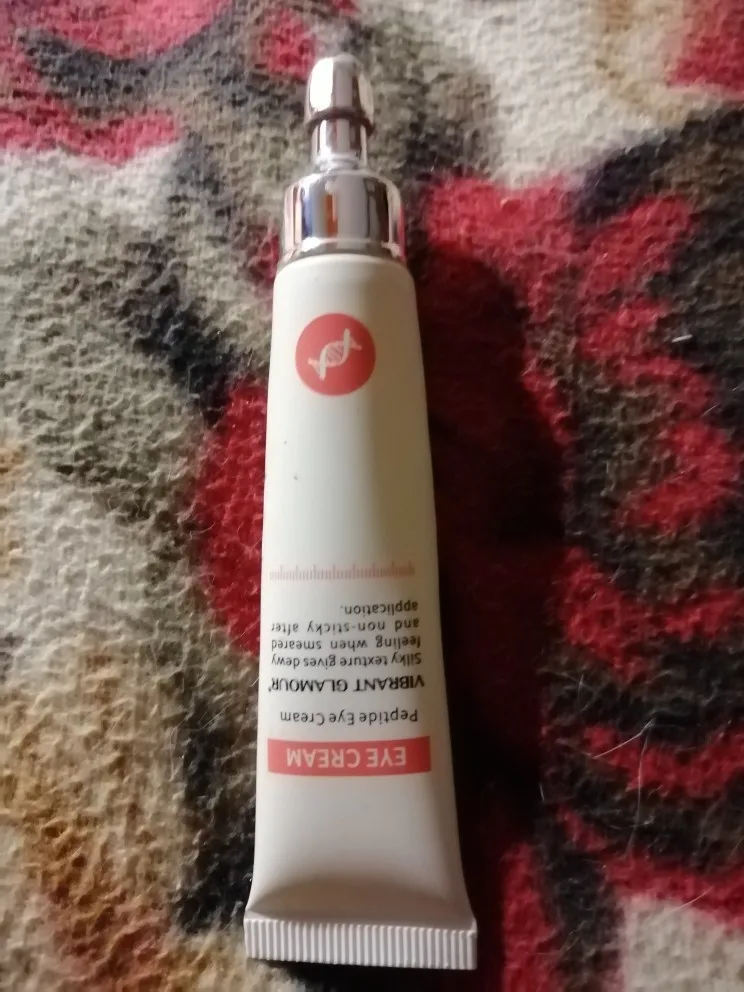 EYE CREAM
Peptide Eye Cream
VIBRANT GLAMOUR®
Silky texture gives dewy
feeling when smeared
and non-sticky after
application.